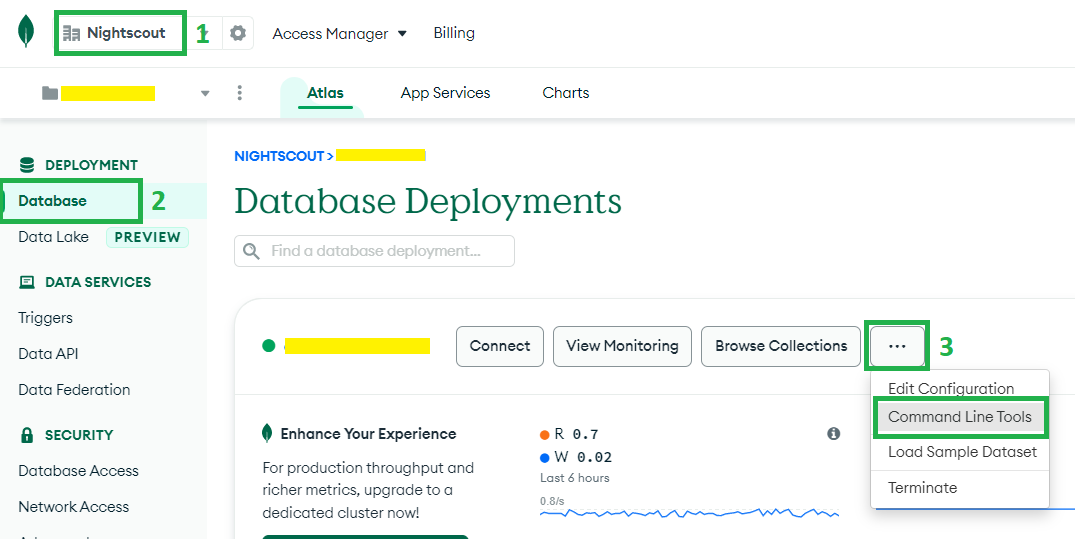 Nightscout 1 Access Manager Billing
Atlas App Services Charts
DEPLOYMENT
Database 2
Data Lake PREVIEW
DATA SERVICES
Triggers
Data API
Data Federation
SECURITY
Database Access
Network Access
NIGHTSCOUT >
Database Deployments
Find a database deployment...
Connect View Monitoring Browse Collections ... 3
Edit Configuration
Command Line Tools
Load Sample Dataset
Terminate
Enhance Your Experience
For production throughput and
richer metrics, upgrade to a
dedicated cluster now!
R 0.7
W 0.02
Last 6 hours
0.8/s